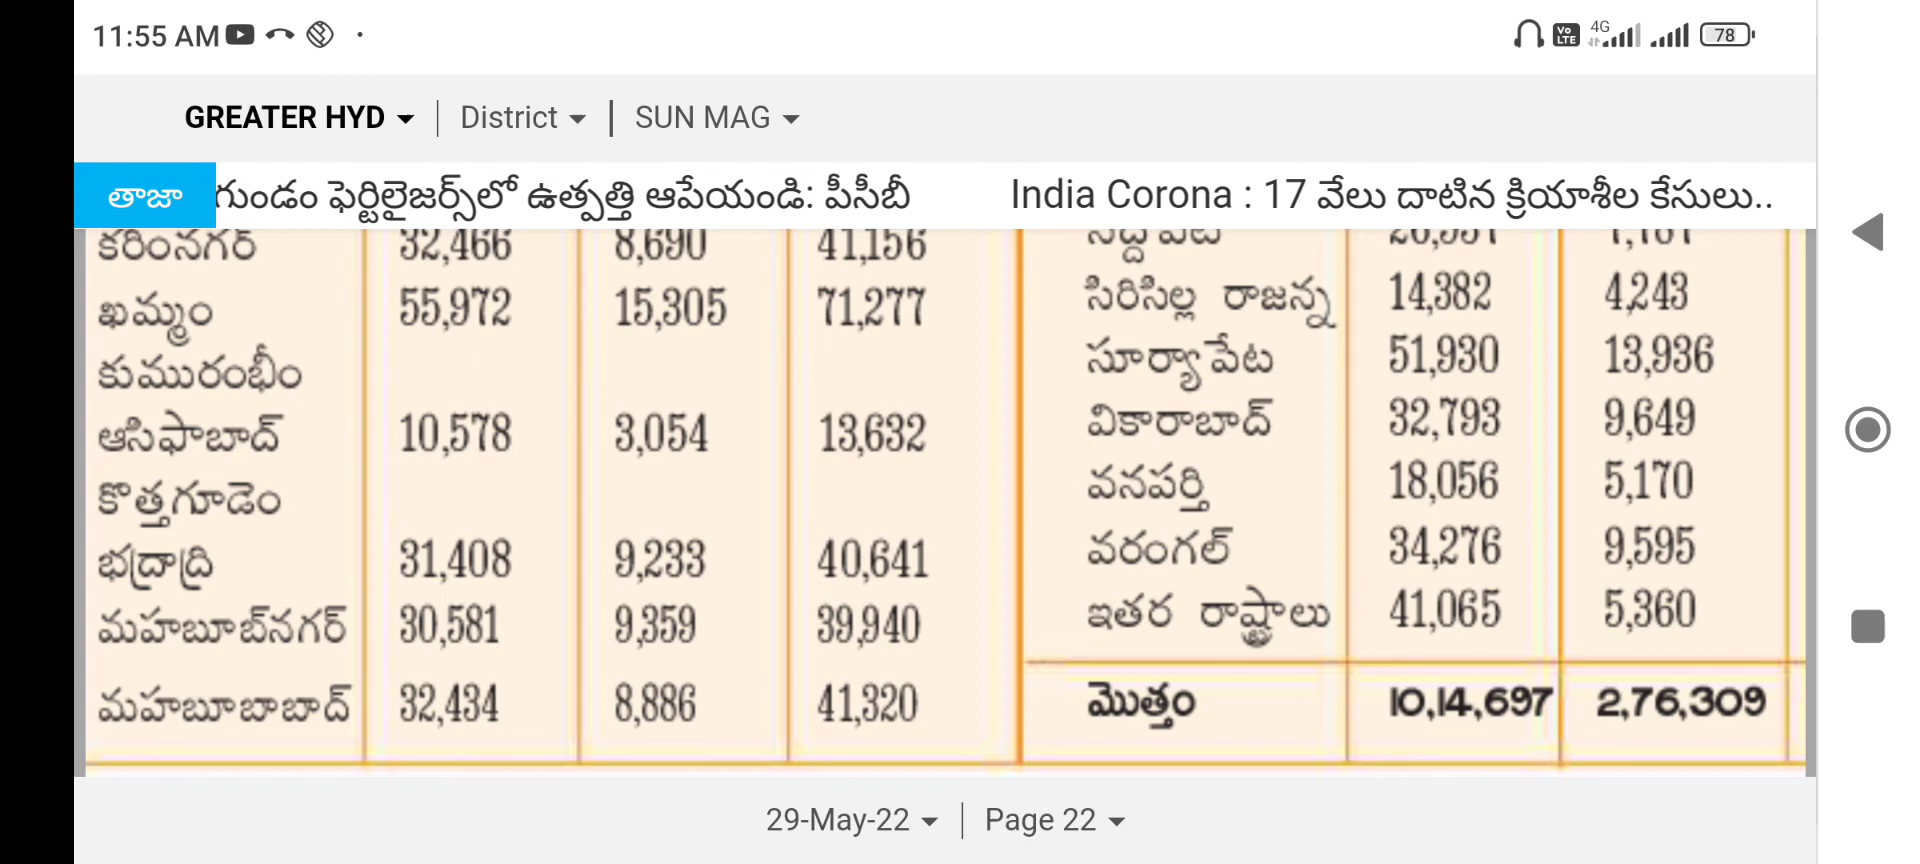 11:55 AM
4G
Vo LTE
78
GREATER HYD | District | SUN MAG
తాజా గుండం ఫెర్టిలైజర్స్‌లో ఉత్పత్తి ఆపేయండి: పీసీబీ India Corona : 17 వేలు దాటిన క్రియాశీల కేసులు..
కరీంనగర్ 32,466 8,690 41,156
ఖమ్మం 55,972 15,305 71,277
కుమురంభీం
ఆసిఫాబాద్ 10,578 3,054 13,632
కొత్తగూడెం
భద్రాద్రి 31,408 9,233 40,641
మహబూబ్‌నగర్ 30,581 9,359 39,940
మహబూబాబాద్ 32,434 8,886 41,320
సిరిసిల్ల రాజన్న 14,382 4,243
సూర్యాపేట 51,930 13,936
వికారాబాద్ 32,793 9,649
వనపర్తి 18,056 5,170
వరంగల్ 34,276 9,595
ఇతర రాష్ట్రాలు 41,065 5,360
మొత్తం 10,14,697 2,76,309
29-May-22 | Page 22